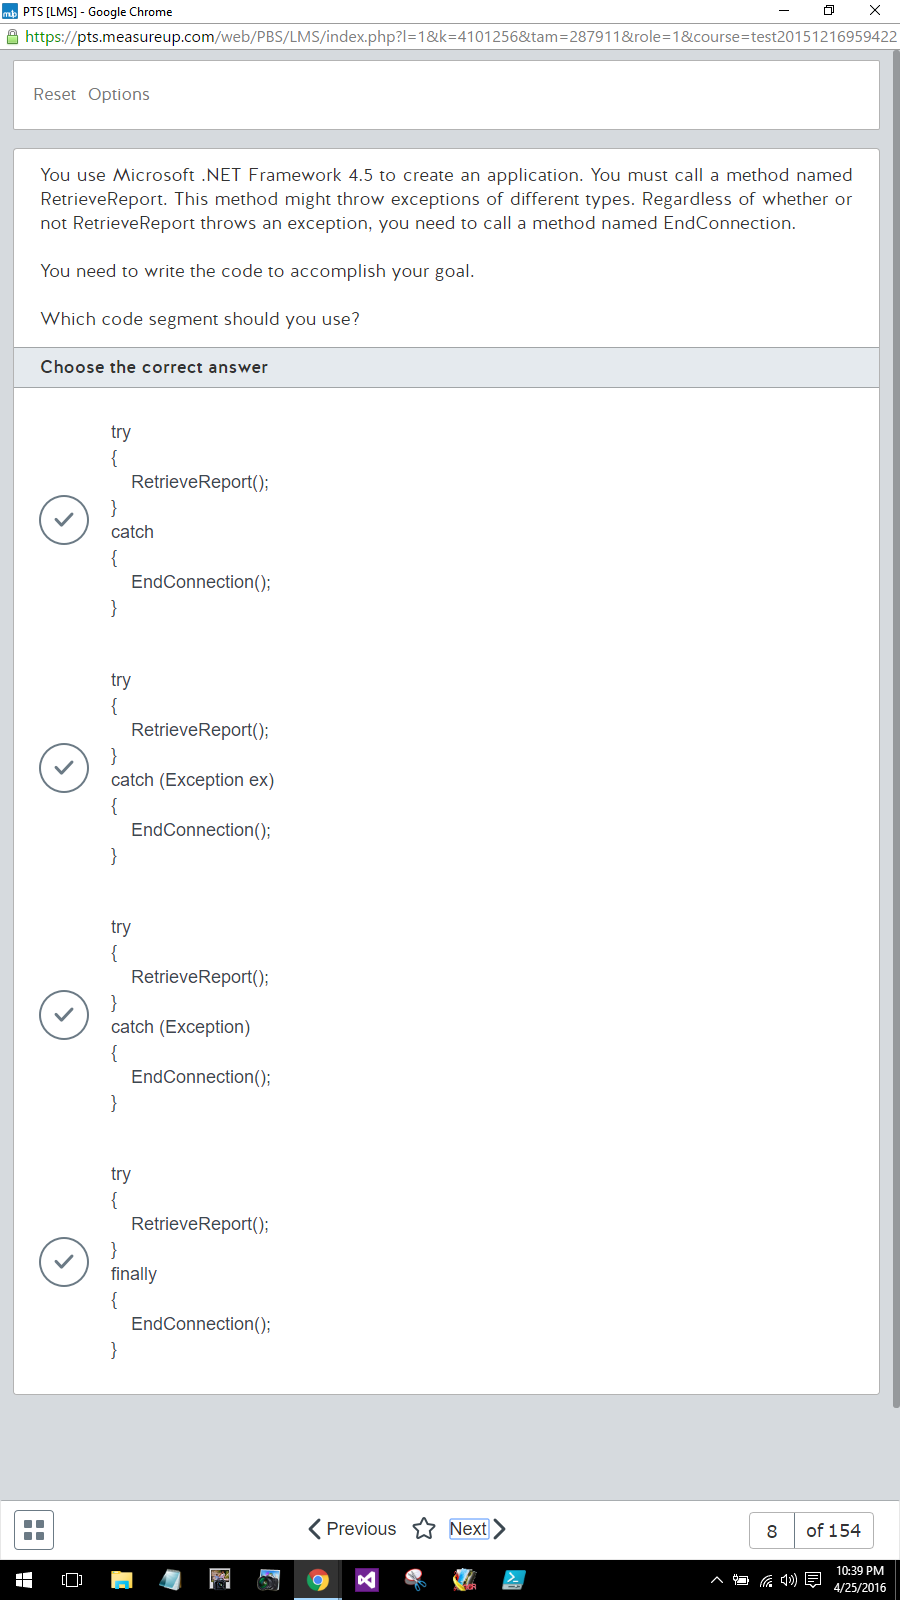 PTS [LMS] - Google Chrome
https://pts.measureup.com/web/PBS/LMS/index.php?l=1&k=4101256&tam=287911&role=1&course=test20151216959422
Reset Options
You use Microsoft .NET Framework 4.5 to create an application. You must call a method named
RetrieveReport. This method might throw exceptions of different types. Regardless of whether or
not RetrieveReport throws an exception, you need to call a method named EndConnection.
You need to write the code to accomplish your goal.
Which code segment should you use?
Choose the correct answer
try
{
RetrieveReport();
}
catch
{
EndConnection();
}
try
{
RetrieveReport();
}
catch (Exception ex)
{
EndConnection();
}
try
{
RetrieveReport();
}
catch (Exception)
{
EndConnection();
}
try
{
RetrieveReport();
}
finally
{
EndConnection();
}
Previous Next 8 of 154
10:39 PM
4/25/2016